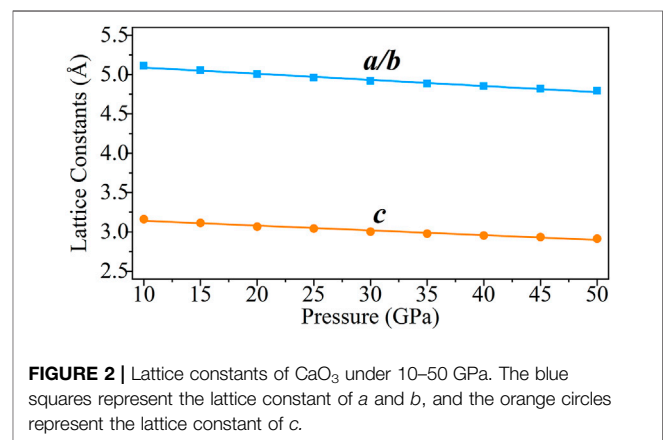 5.5
5.0
4.5
4.0
3.5
3.0
2.5
Lattice Constants (Å)
a/b
c
10 15 20 25 30 35 40 45 50
Pressure (GPa)
FIGURE 2 | Lattice constants of CaO₃ under 10–50 GPa. The blue
squares represent the lattice constant of a and b, and the orange circles
represent the lattice constant of c.